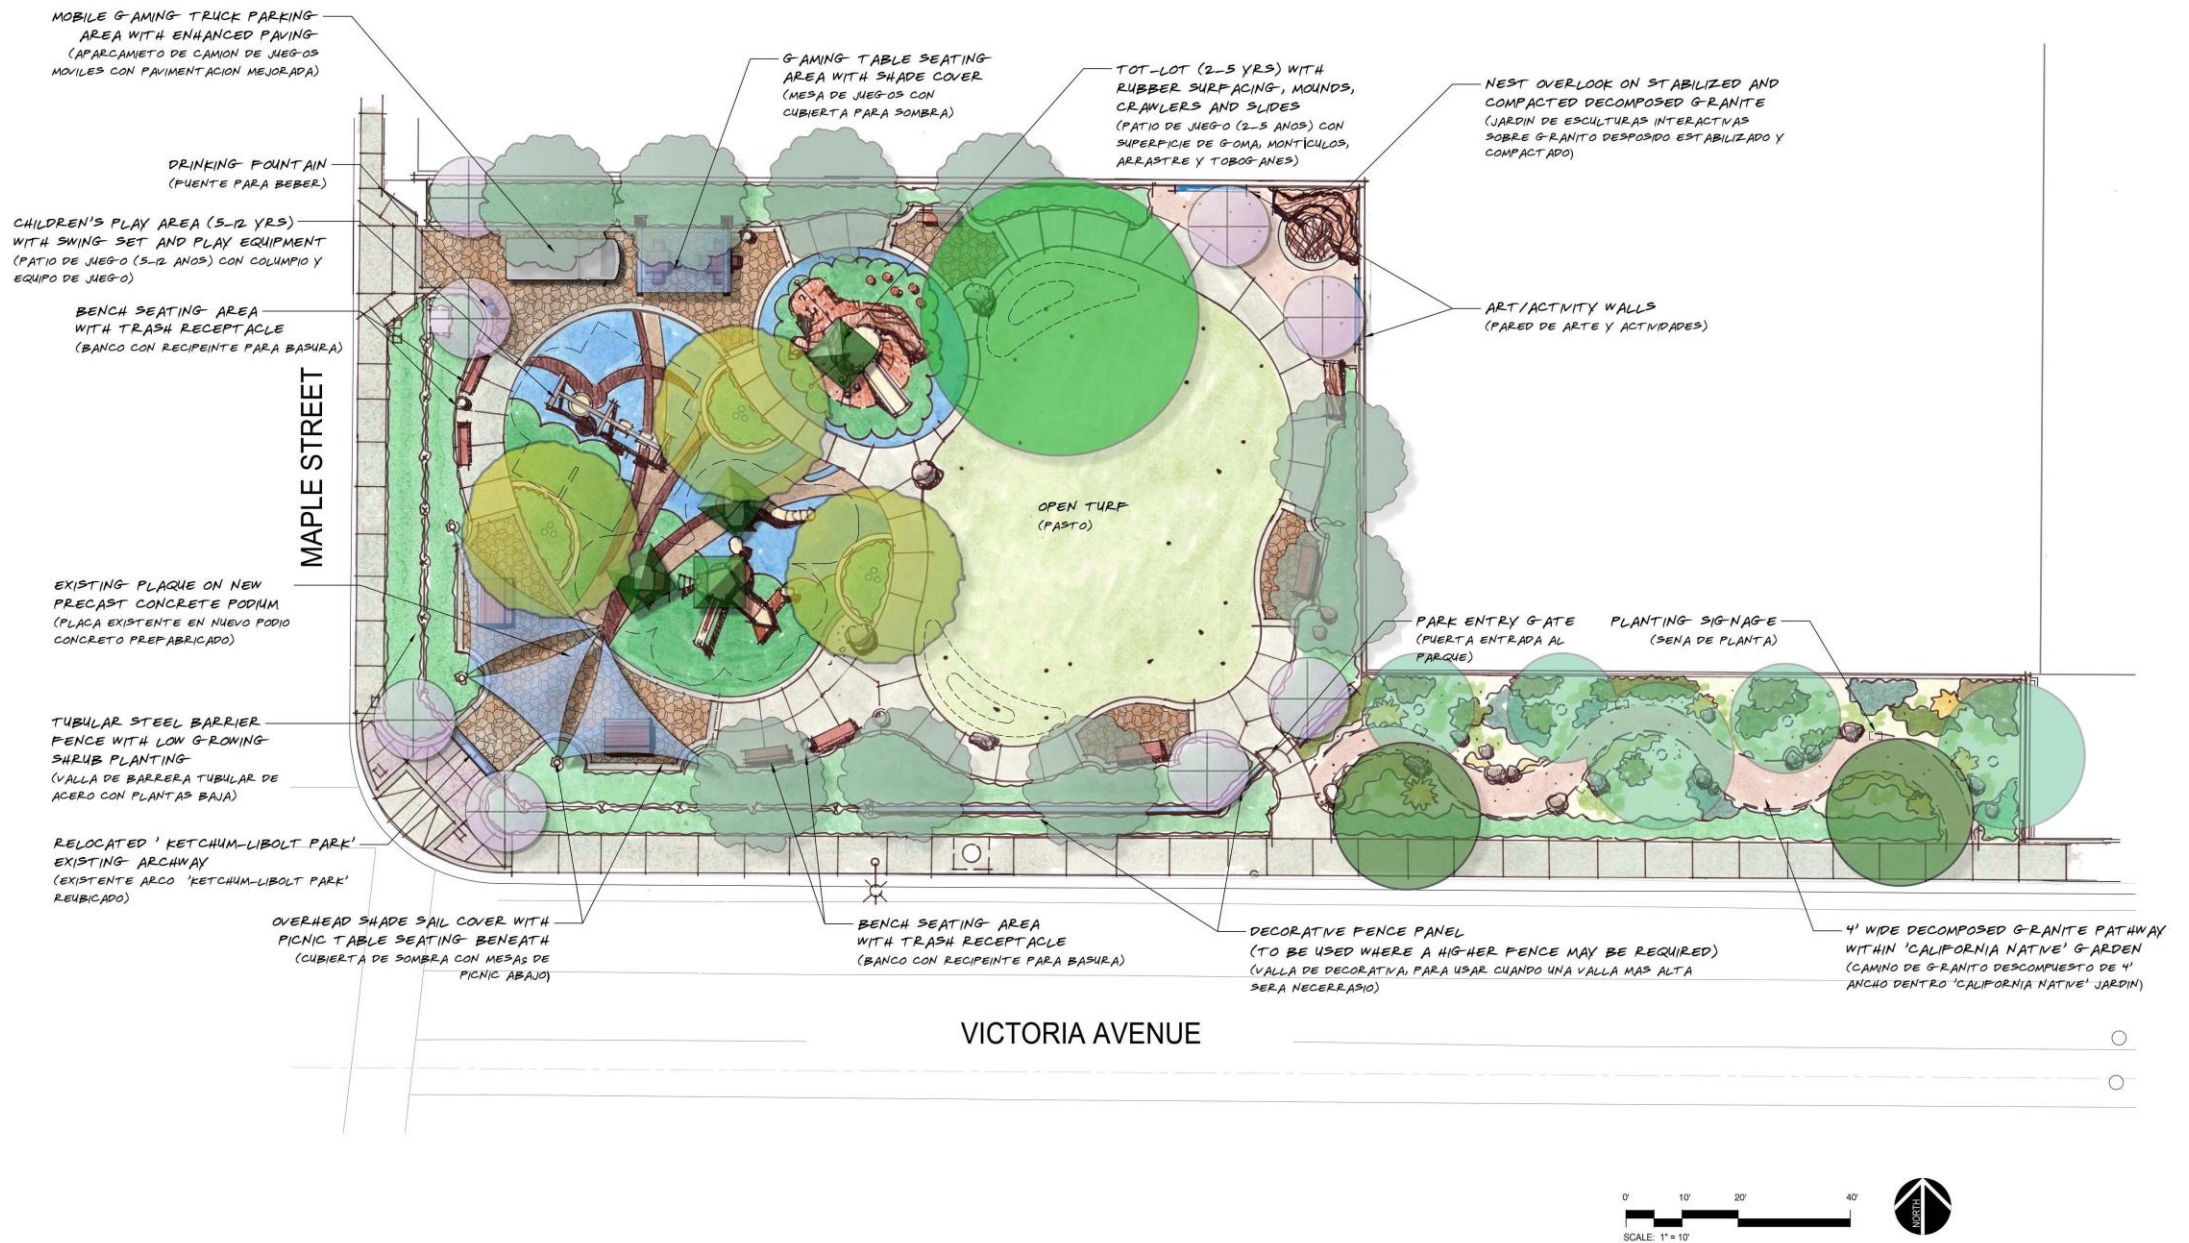 MOBILE GAMING TRUCK PARKING
AREA WITH ENHANCED PAVING
(APARCAMIETO DE CAMION DE JUEGOS
MOVILES CON PAVIMENTACION MEJORADA)
GAMING TABLE SEATING
AREA WITH SHADE COVER
(MESA DE JUEGOS CON
CUBIERTA PARA SOMBRA)
TOT-LOT (2-5 YRS) WITH
RUBBER SURFACING, MOUNDS,
CRAWLERS AND SLIDES
(PATIO DE JUEGO (2-5 ANOS) CON
SUPERFICIE DE GOMA, MONTÍCULOS,
ARRASTRE Y TOBOGANES)
NEST OVERLOOK ON STABILIZED AND
COMPACTED DECOMPOSED GRANITE
(JARDIN DE ESCULTURAS INTERACTIVAS
SOBRE GRANITO DESPOSIDO ESTABILIZADO Y
COMPACTADO)
DRINKING FOUNTAIN
(FUENTE PARA BEBER)
CHILDREN'S PLAY AREA (5-12 YRS)
WITH SWING SET AND PLAY EQUIPMENT
(PATIO DE JUEGO (5-12 ANOS) CON COLUMPIO Y
EQUIPO DE JUEGO)
BENCH SEATING AREA
WITH TRASH RECEPTACLE
(BANCO CON RECIPEINTE PARA BASURA)
ART/ACTIVITY WALLS
(PARED DE ARTE Y ACTIVIDADES)
MAPLE STREET
OPEN TURF
(PASTO)
EXISTING PLAQUE ON NEW
PRECAST CONCRETE PODIUM
(PLACA EXISTENTE EN NUEVO PODIO
CONCRETO PREFABRICADO)
PARK ENTRY GATE
(PUERTA ENTRADA AL
PARQUE)
PLANTING SIGNAGE
(SENA DE PLANTA)
TUBULAR STEEL BARRIER
FENCE WITH LOW GROWING
SHRUB PLANTING
(VALLA DE BARRERA TUBULAR DE
ACERO CON PLANTAS BAJA)
RELOCATED 'KETCHUM-LIBOLT PARK'
EXISTING ARCHWAY
(EXISTENTE ARCO 'KETCHUM-LIBOLT PARK'
REUBICADO)
OVERHEAD SHADE SAIL COVER WITH
PICNIC TABLE SEATING BENEATH
(CUBIERTA DE SOMBRA CON MESAS DE
PICNIC ABAJO)
BENCH SEATING AREA
WITH TRASH RECEPTACLE
(BANCO CON RECIPEINTE PARA BASURA)
DECORATIVE FENCE PANEL
(TO BE USED WHERE A HIGHER FENCE MAY BE REQUIRED)
(VALLA DE DECORATIVA, PARA USAR CUANDO UNA VALLA MAS ALTA
SERA NECERRASIO)
4' WIDE DECOMPOSED GRANITE PATHWAY
WITHIN 'CALIFORNIA NATIVE' GARDEN
(CAMINO DE GRANITO DESCOMPUESTO DE 4'
ANCHO DENTRO 'CALIFORNIA NATIVE' JARDIN)
VICTORIA AVENUE
0' 10' 20' 40'
SCALE: 1" = 10'
NORTH